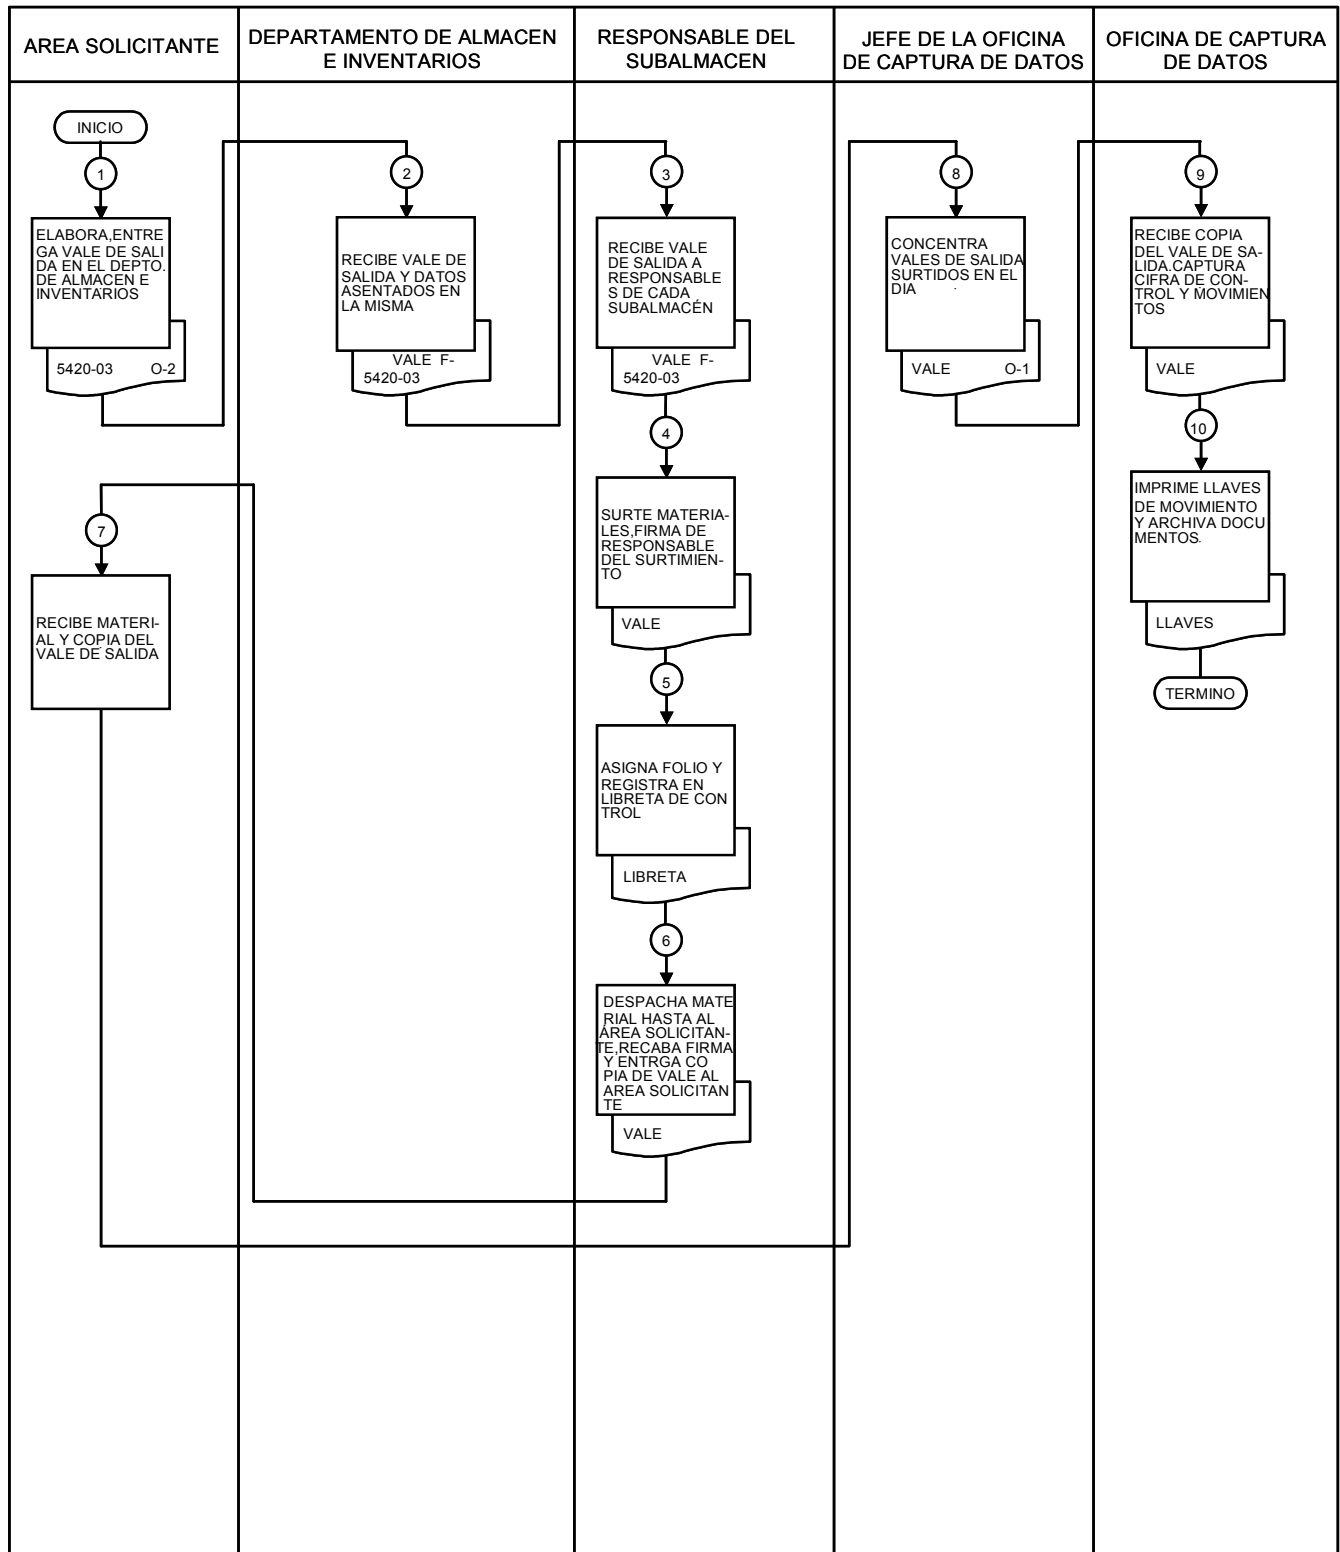 AREA SOLICITANTE
DEPARTAMENTO DE ALMACEN
E INVENTARIOS
RESPONSABLE DEL
SUBALMACEN
JEFE DE LA OFICINA
DE CAPTURA DE DATOS
OFICINA DE CAPTURA
DE DATOS
INICIO
1
ELABORA,ENTRE
GA VALE DE SALI
DA EN EL DEPTO.
DE ALMACEN E
INVENTARIOS
5420-03 O-2
2
RECIBE VALE DE
SALIDA Y DATOS
ASENTADOS EN
LA MISMA
VALE F-
5420-03
3
RECIBE VALE
DE SALIDA A
RESPONSABLE
S DE CADA
SUBALMACÉN
VALE F-
5420-03
4
SURTE MATERIA-
LES,FIRMA DE
RESPONSABLE
DEL SURTIMIEN-
TO
VALE
5
ASIGNA FOLIO Y
REGISTRA EN
LIBRETA DE CON
TROL
LIBRETA
6
DESPACHA MATE
RIAL HASTA AL
ÁREA SOLICITAN-
TE,RECABA FIRMA
Y ENTRGA CO
PIA DE VALE AL
AREA SOLICITAN
TE
VALE
7
RECIBE MATERI-
AL Y COPIA DEL
VALE DE SALIDA
8
CONCENTRA
VALES DE SALIDA
SURTIDOS EN EL
DIA
VALE O-1
9
RECIBE COPIA
DEL VALE DE SA-
LIDA.CAPTURA
CIFRA DE CON-
TROL Y MOVIMIEN
TOS
VALE
10
IMPRIME LLAVES
DE MOVIMIENTO
Y ARCHIVA DOCU
MENTOS.
LLAVES
TERMINO